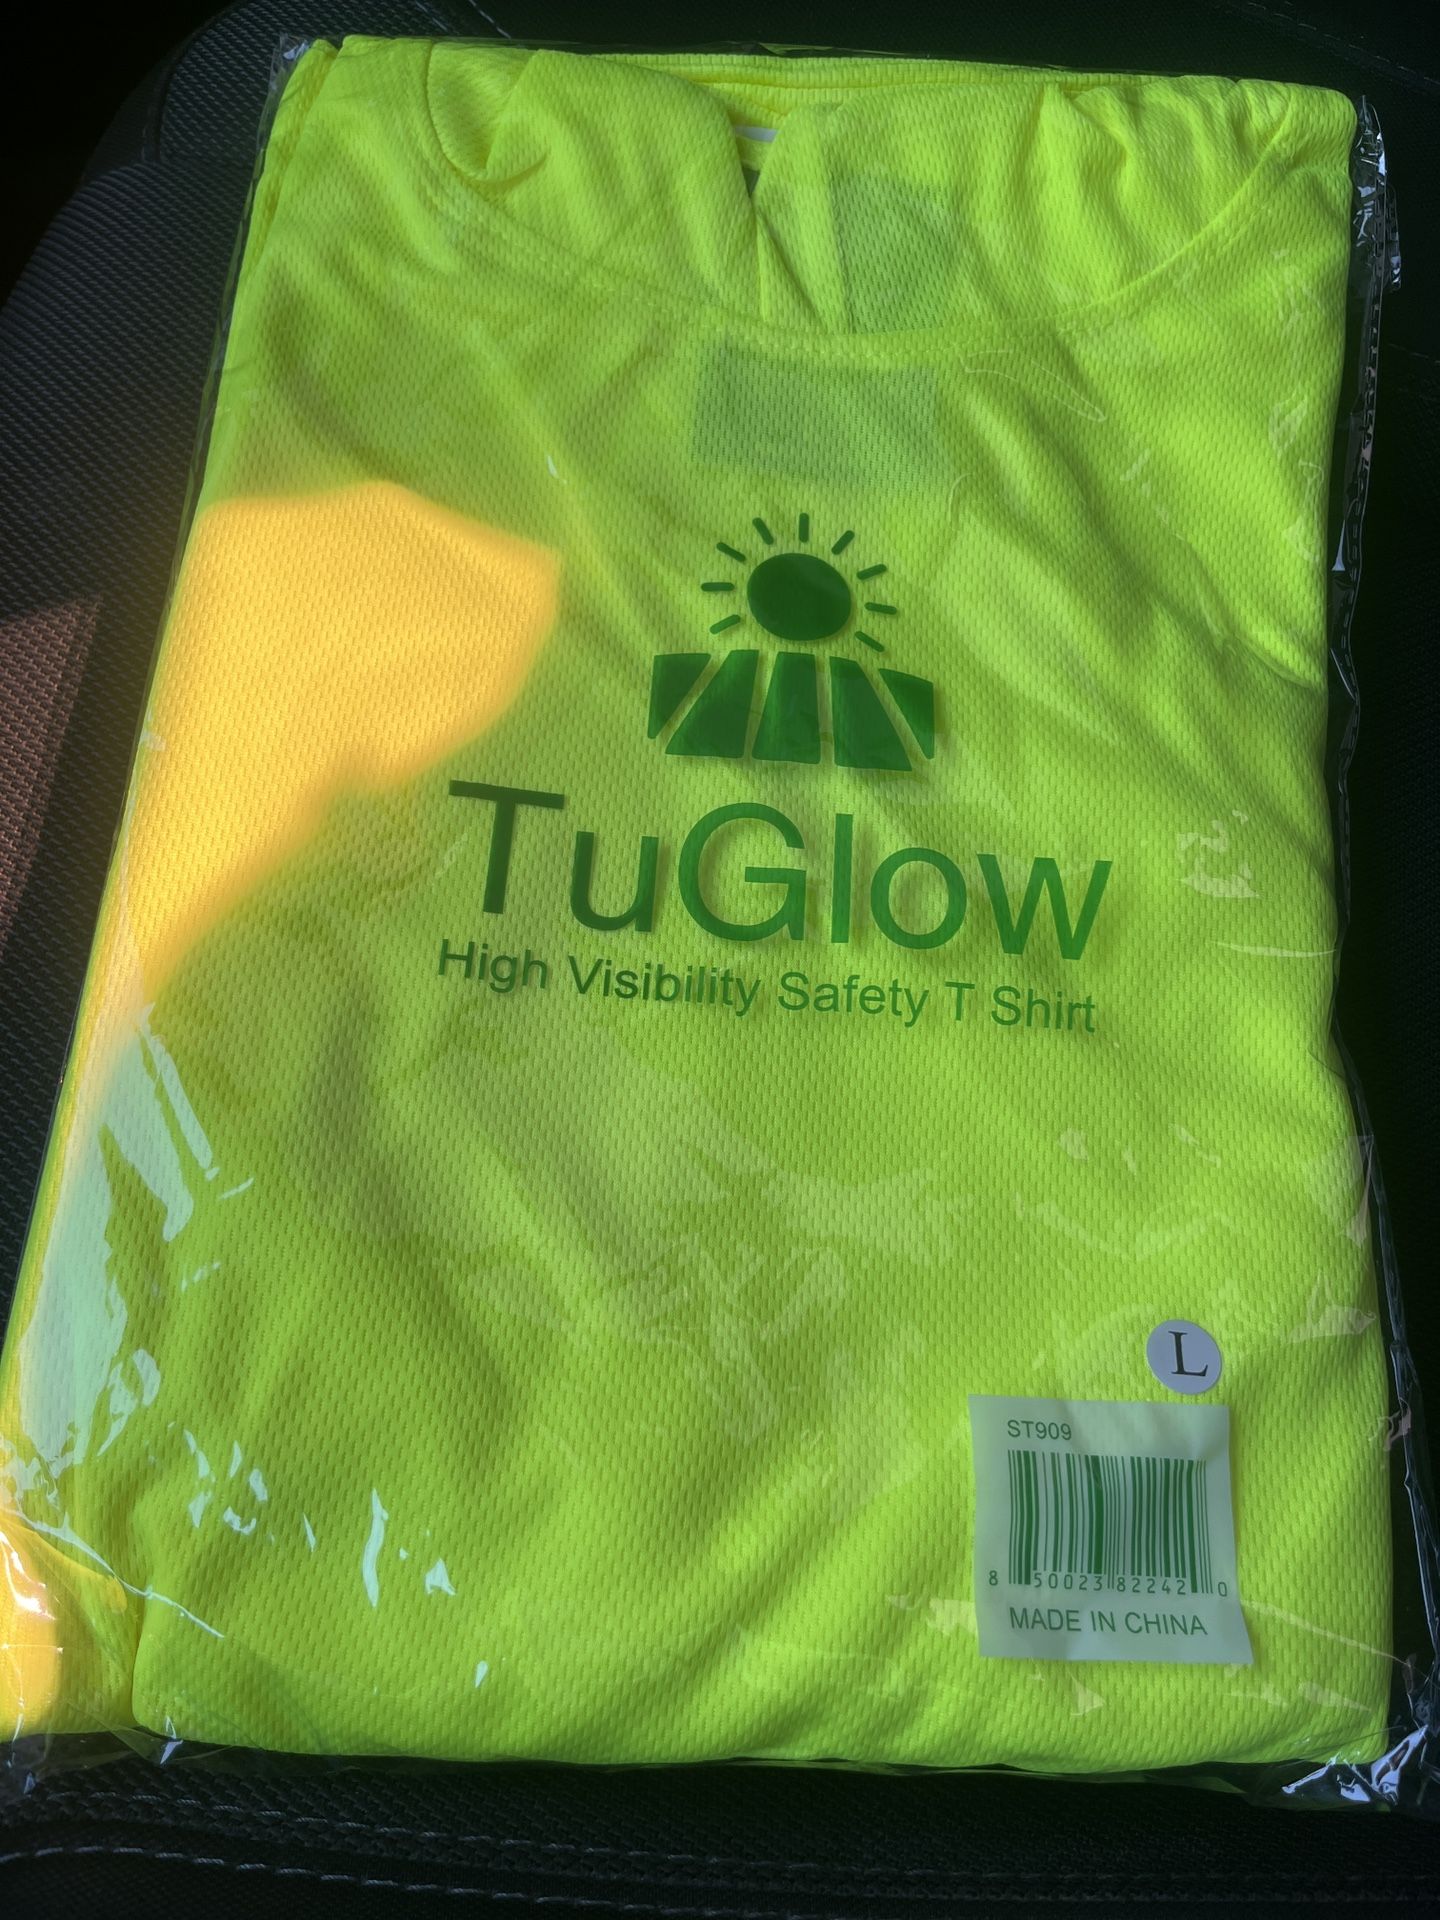 TuGlow
High Visibility Safety T Shirt
L
ST909
8 50023 82242 0
MADE IN CHINA